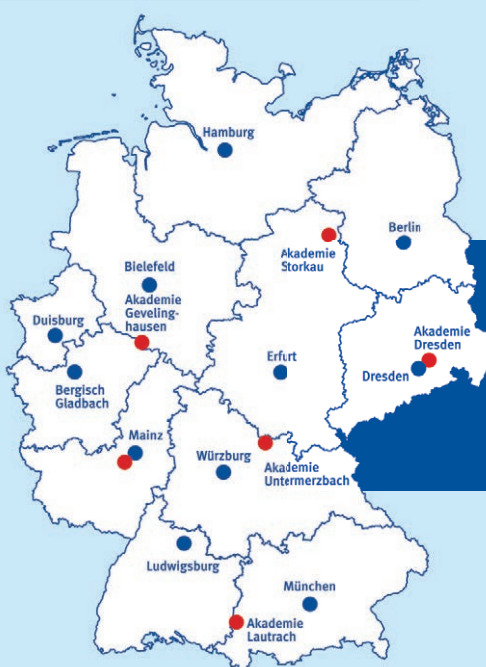 Hamburg
Berlin
Akademie
Storkau
Bielefeld
Akademie
Geveling-
hausen
Duisburg
Akademie
Dresden
Erfurt
Dresden
Bergisch
Gladbach
Mainz
Würzburg
Akademie
Untermerzbach
Ludwigsburg
München
Akademie
Lautrach